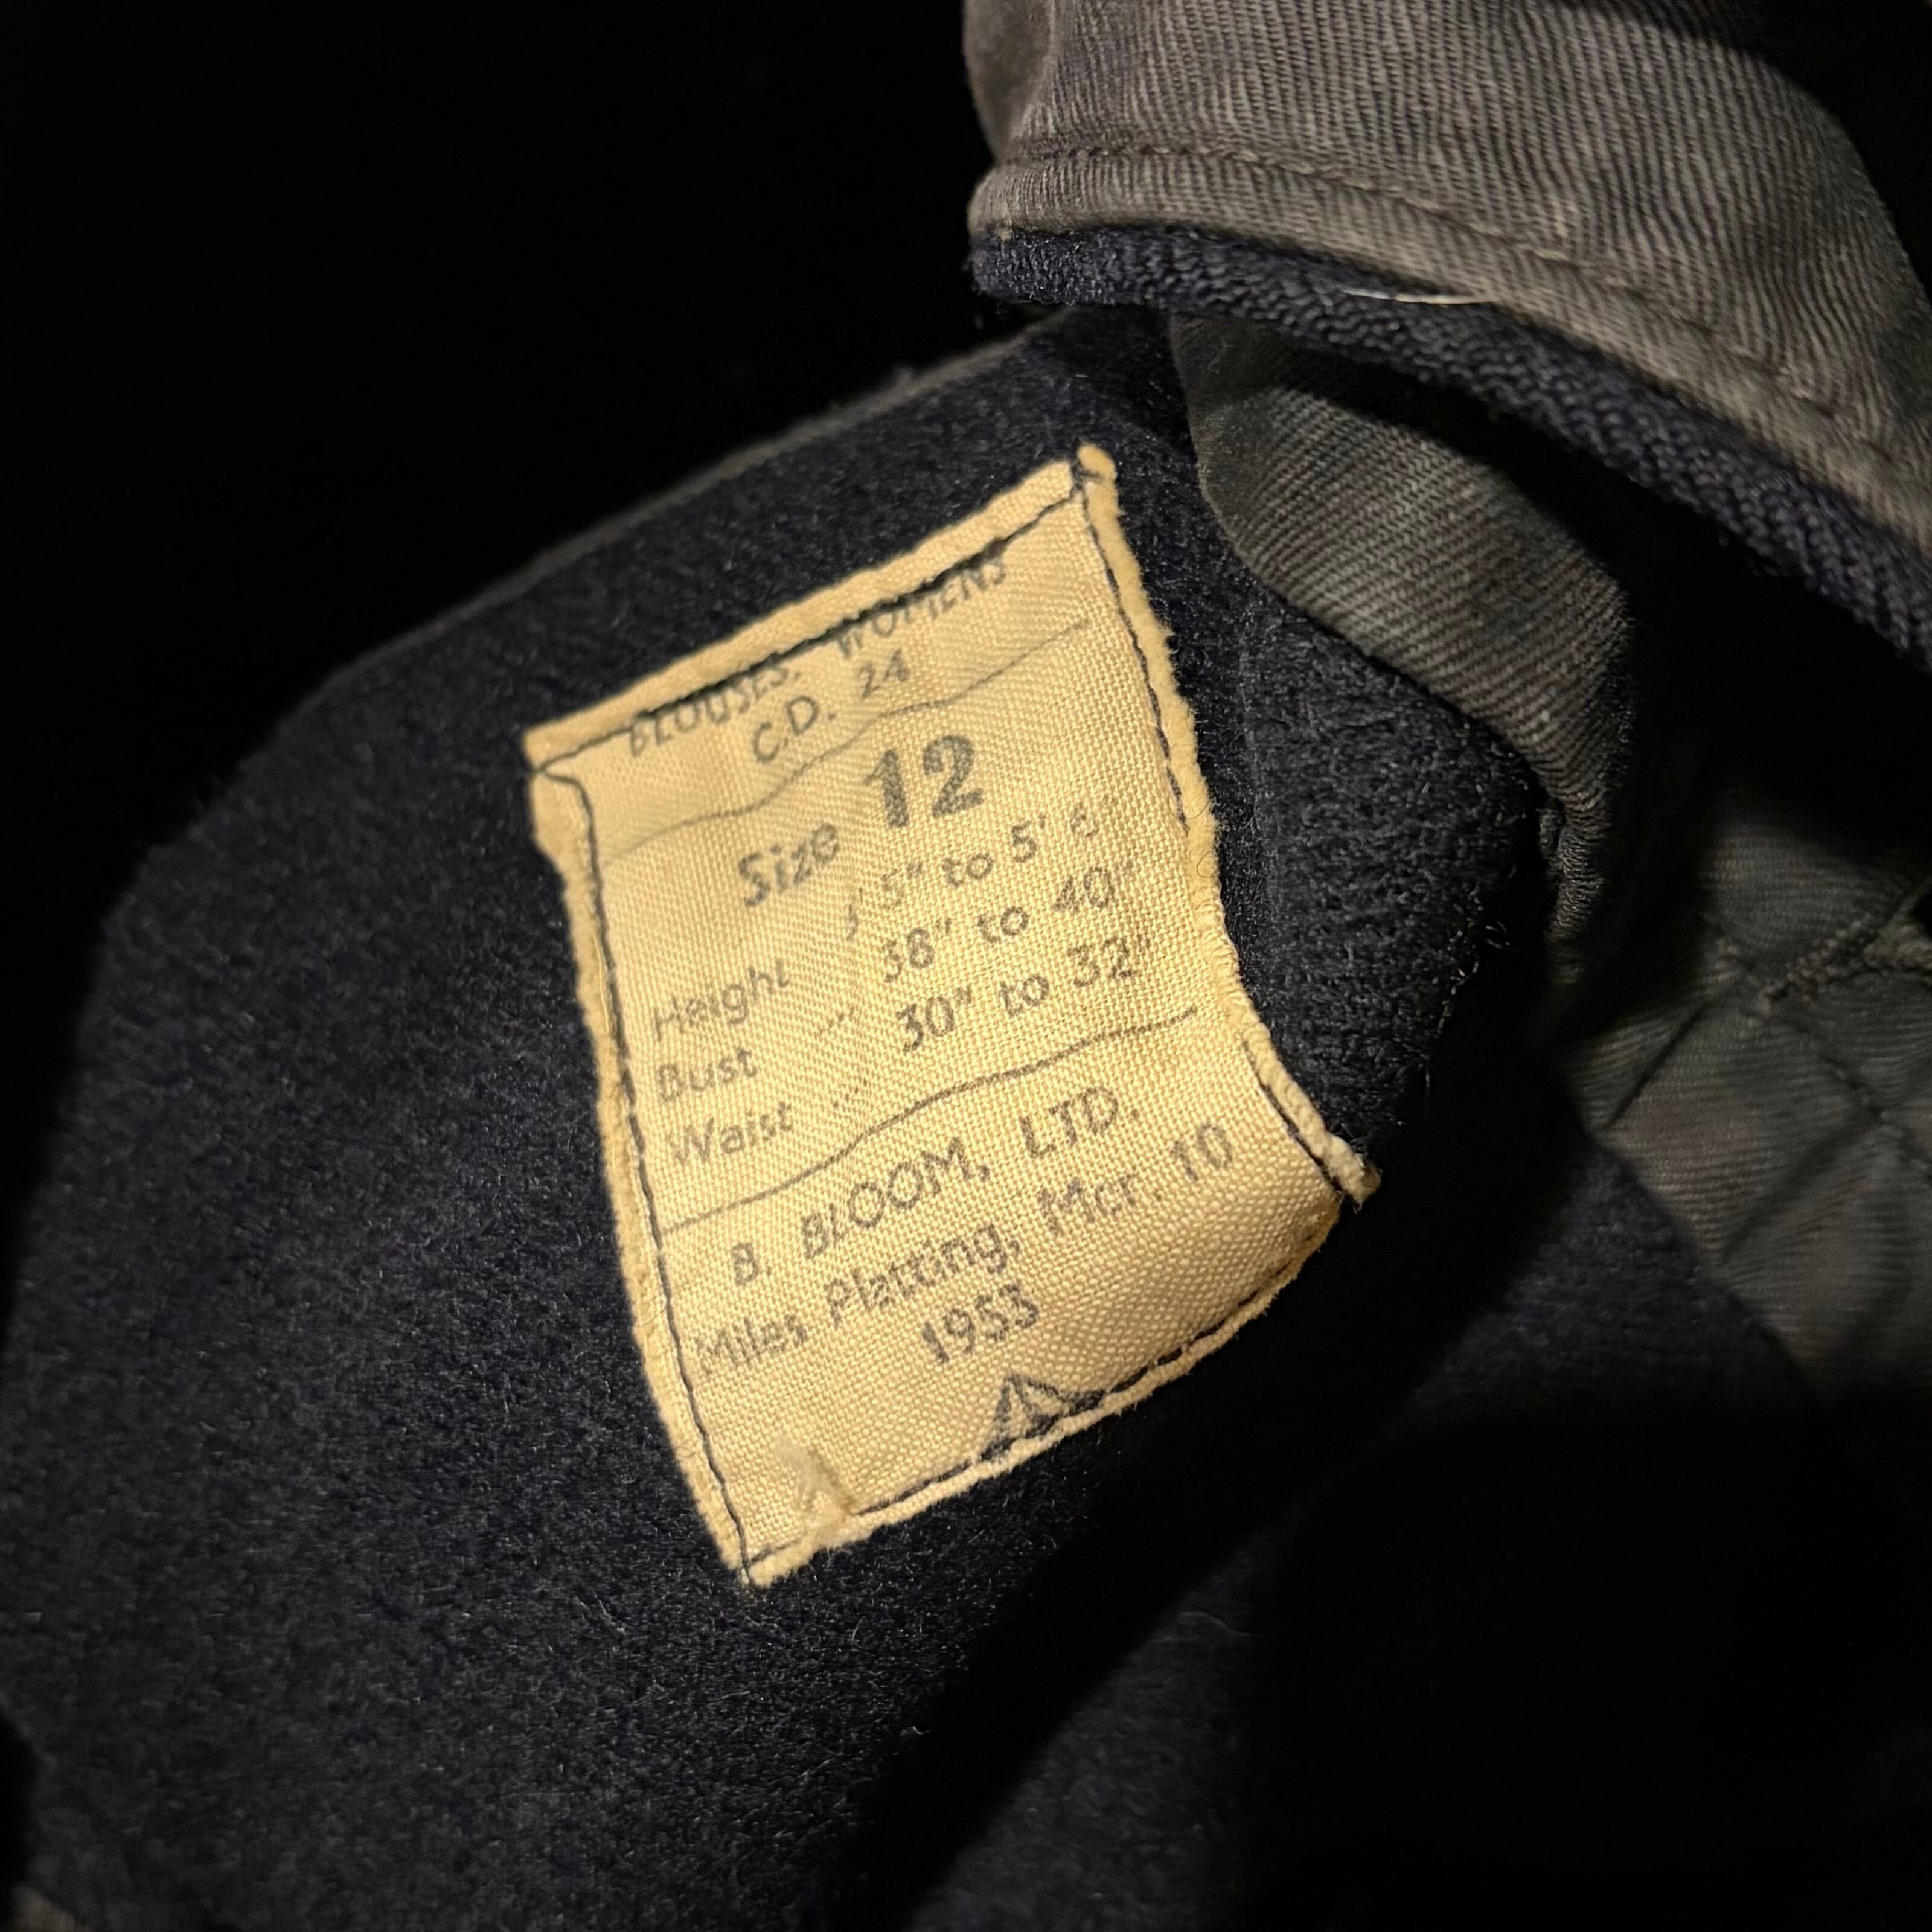 BLOUSES. WOMENS
C.D. 24
Size 12
Height 5" to 5' 6"
Bust 38" to 40"
Waist ... 30" to 32"
B BLOOM, LTD.
Miles Platting, Mcr. 10
1953